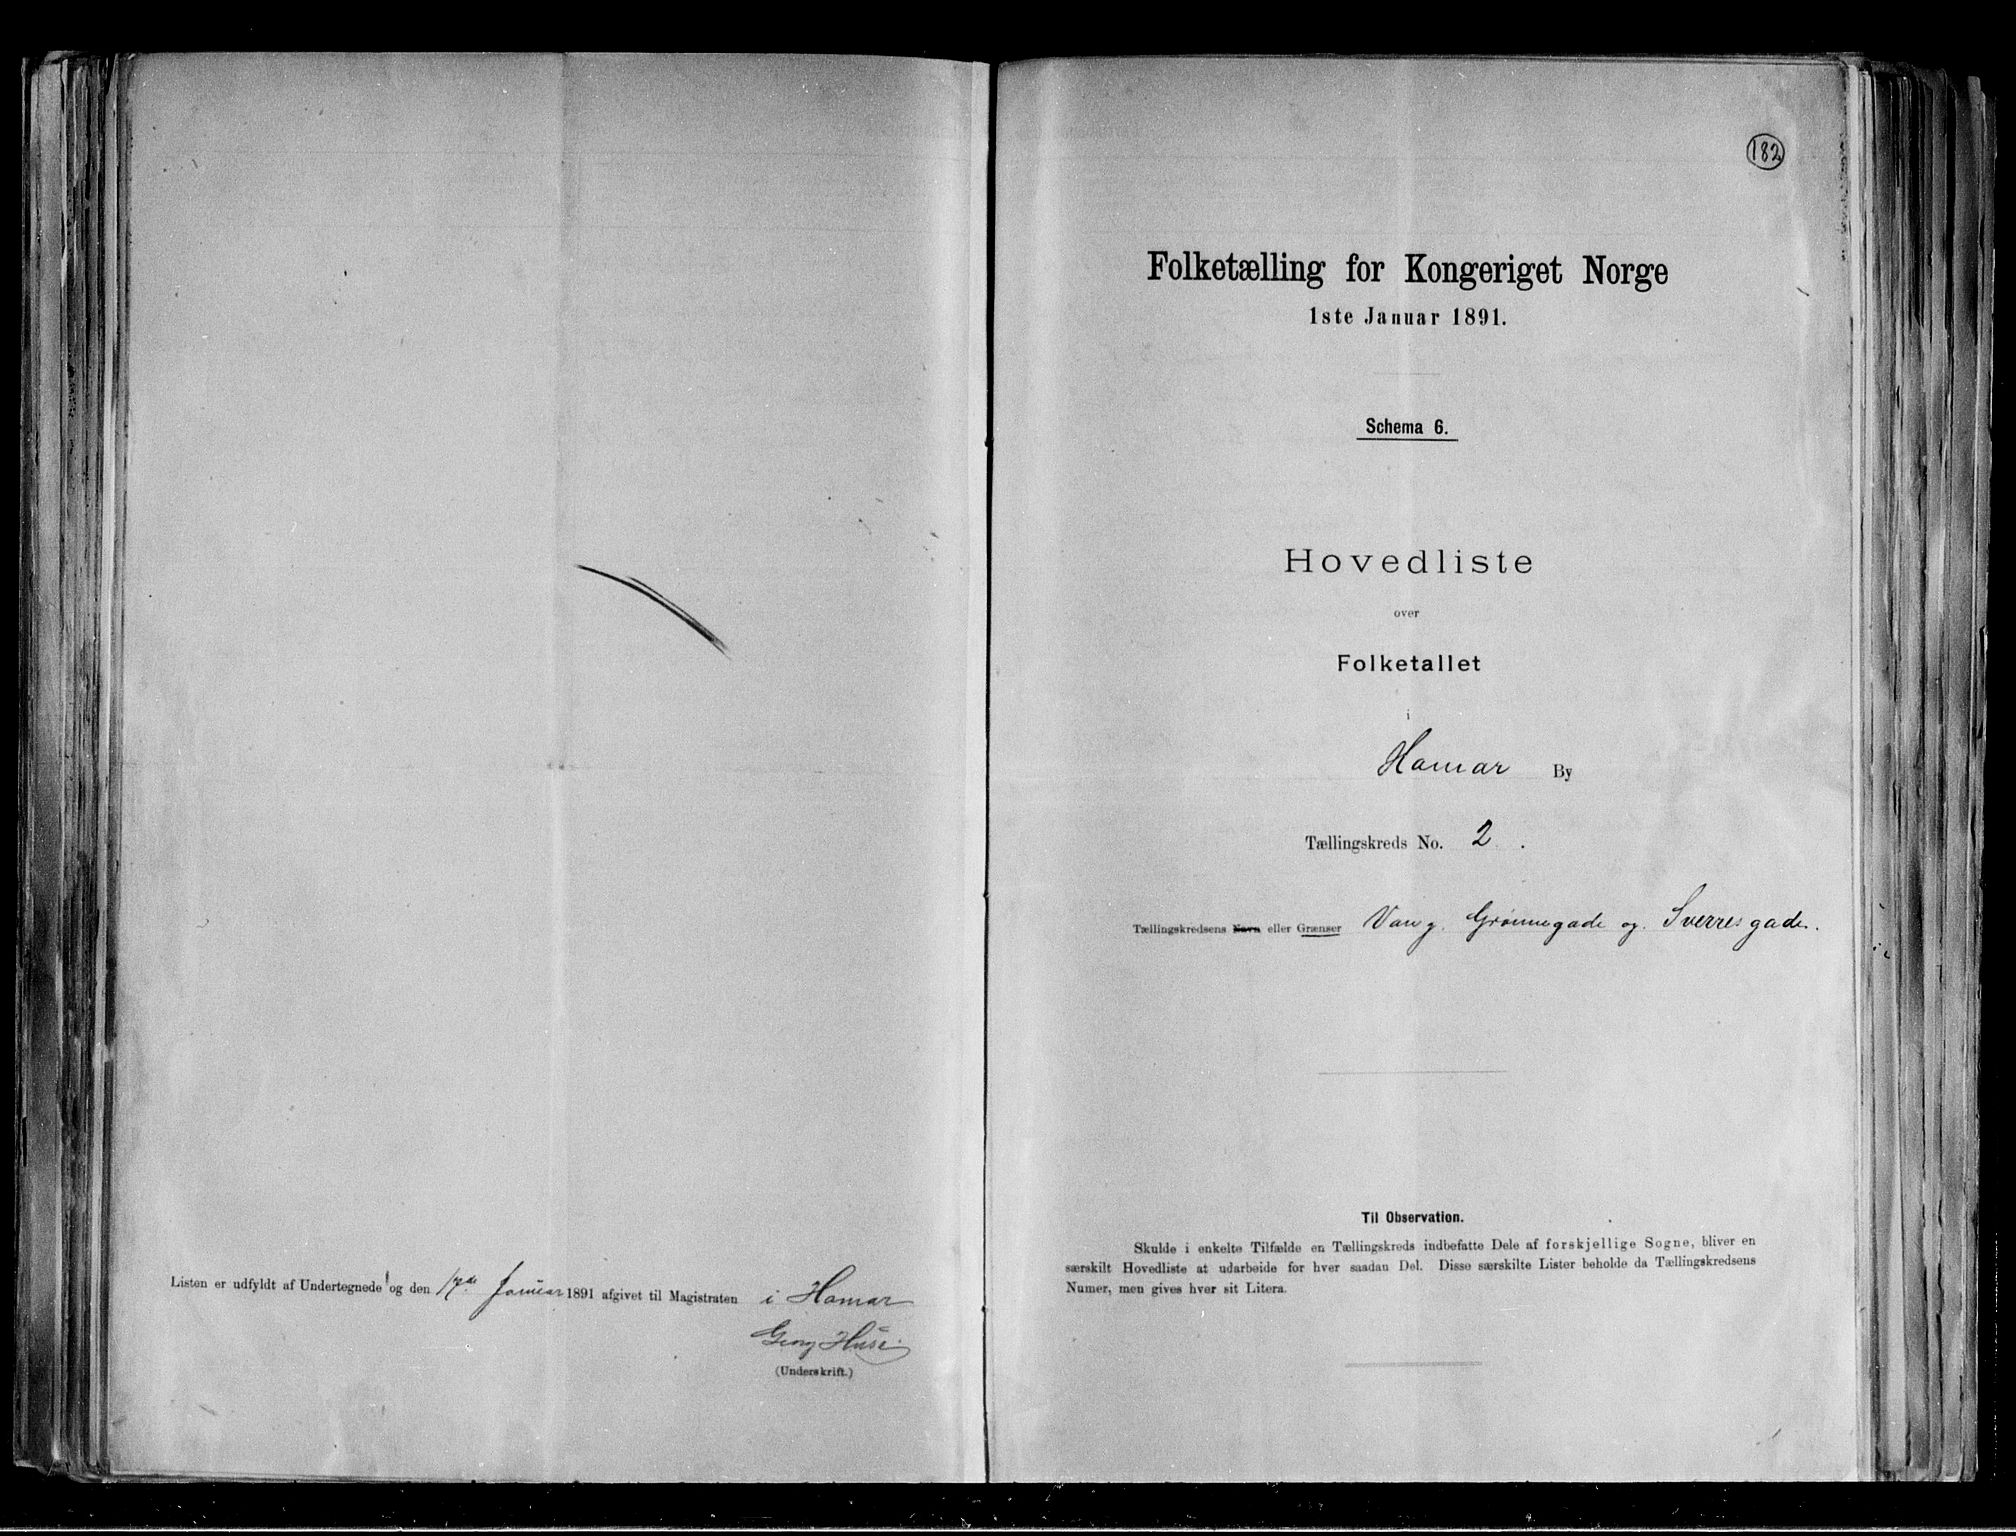 Listen er udfyldt af Undertegnede og den 17de Januar 1891 afgivet til Magistraten i Hamar
Georg Huse
(Underskrift.)
182
Folketælling for Kongeriget Norge
1ste Januar 1891.
Schema 6.
Hovedliste
over
Folketallet
i
Hamar By
Tællingskreds No. 2.
Tællingskredsens Navn eller Grænser Vang, Grønnegade og Sverresgade.
Til Observation.
Skulde i enkelte Tilfælde en Tællingskreds indbefatte Dele af forskjellige Sogne, bliver en
særskilt Hovedliste at udarbeide for hver saadan Del. Disse særskilte Lister beholde da Tællingskredsens
Numer, men gives hver sit Litera.